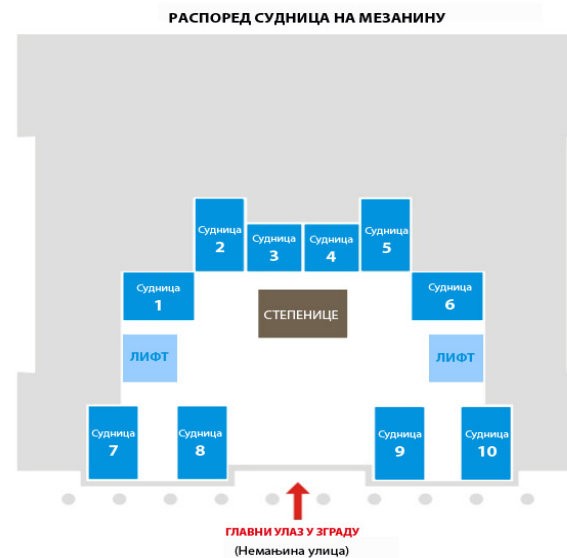 РАСПОРЕД СУДНИЦА НА МЕЗАНИНУ
Судница
2
Судница
3
Судница
4
Судница
5
Судница
1
Судница
6
СТЕПЕНИЦЕ
ЛИФТ
ЛИФТ
Судница
7
Судница
8
Судница
9
Судница
10
ГЛАВНИ УЛАЗ У ЗГРАДУ
(Немањина улица)